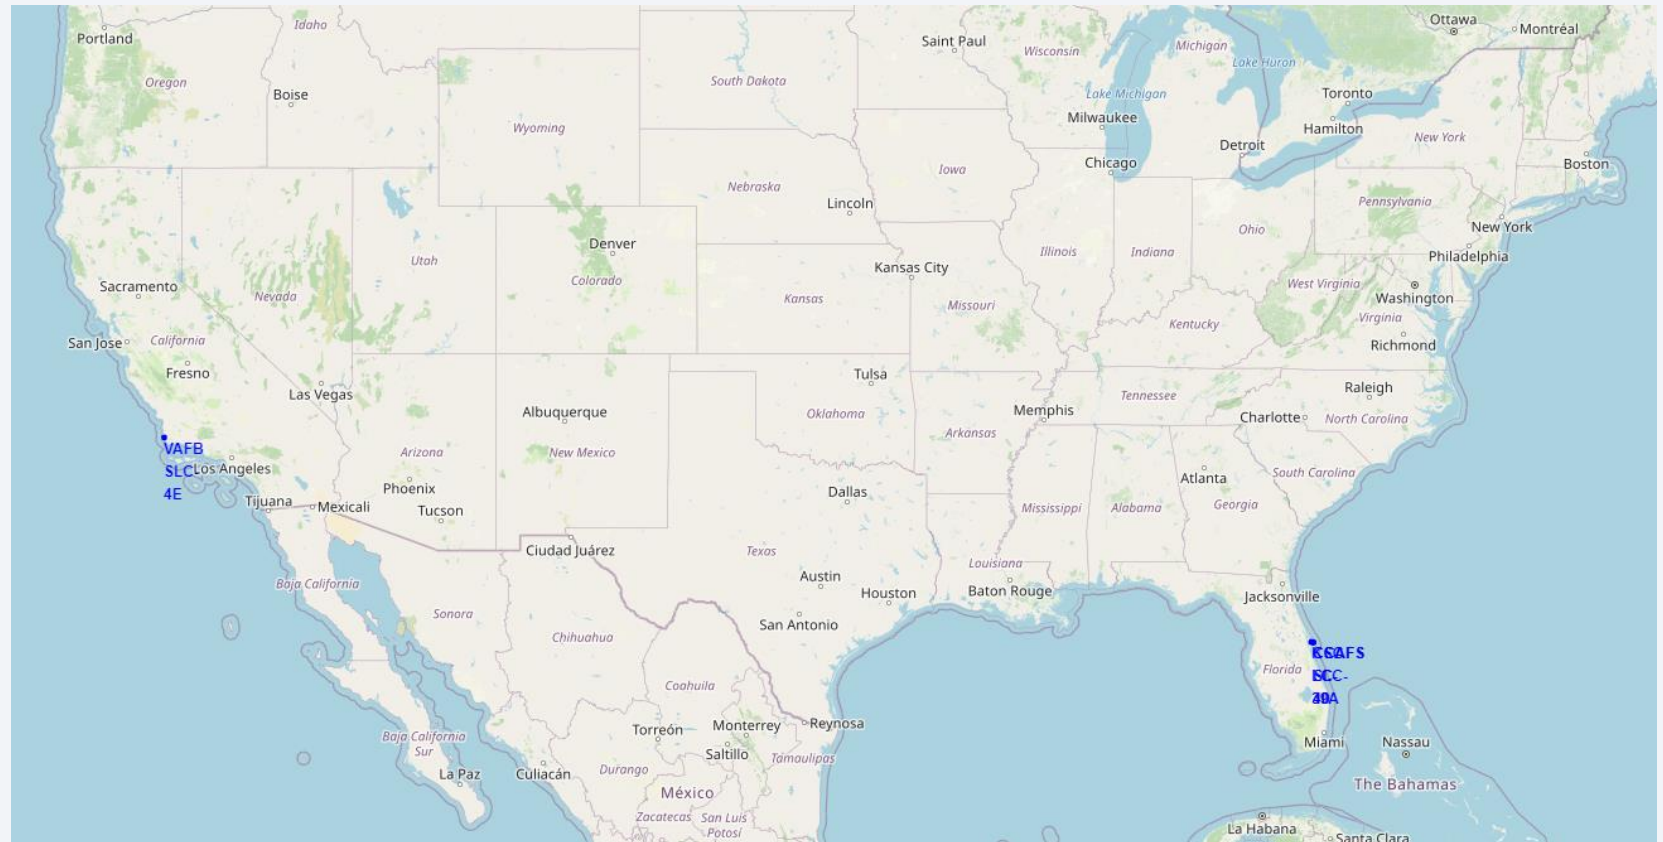 Portland
Idaho
Saint Paul
Wisconsin
Michigan
Ottawa
Montréal
Oregon
Boise
South Dakota
Lake Huron
Lake Michigan
Toronto
Wyoming
Milwaukee
Hamilton
New York
Detroit
Chicago
Boston
Iowa
Nebraska
Lincoln
Pennsylvania
New York
Ohio
Denver
Utah
Colorado
Illinois
Indiana
Philadelphia
Kansas City
Sacramento
Nevada
Kansas
Missouri
West Virginia
Washington
Virginia
Kentucky
San Jose
California
Richmond
Fresno
Tulsa
Las Vegas
Raleigh
Tennessee
Albuquerque
Oklahoma
Memphis
Charlotte
North Carolina
Arkansas
VAFB
SLC-
4E
Los Angeles
Arizona
New Mexico
South Carolina
Phoenix
Atlanta
Dallas
Tijuana
Mexicali
Tucson
Mississippi
Alabama
Georgia
Ciudad Juárez
Texas
Louisiana
Baja California
Austin
Houston
Baton Rouge
Jacksonville
Sonora
San Antonio
Chihuahua
Florida
Coahuila
Torreón
Monterrey
Reynosa
Baja California
Sur
Saltillo
Tamaulipas
Miami
Nassau
La Paz
Culiacán
Durango
México
The Bahamas
Zacatecas
San Luis
Potosí
La Habana
Santa Clara